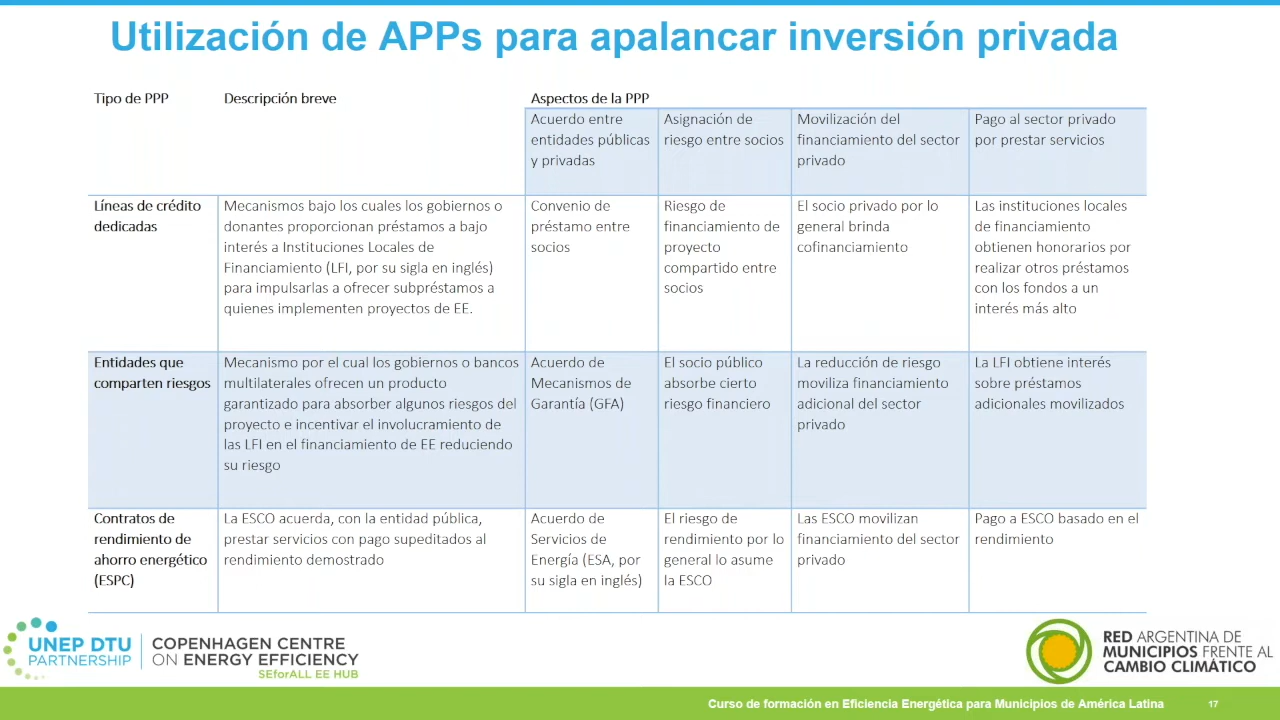 Utilización de APPs para apalancar inversión privada
Tipo de PPP
Descripción breve
Aspectos de la PPP
Acuerdo entre
entidades públicas
y privadas
Asignación de
riesgo entre socios
Movilización del
financiamiento del sector
privado
Pago al sector privado
por prestar servicios
Líneas de crédito
dedicadas
Mecanismos bajo los cuales los gobiernos o
donantes proporcionan préstamos a bajo
interés a Instituciones Locales de
Financiamiento (LFI, por su sigla en inglés)
para impulsarlas a ofrecer subpréstamos a
quienes implementen proyectos de EE.
Convenio de
préstamo entre
socios
Riesgo de
financiamiento de
proyecto
compartido entre
socios
El socio privado por lo
general brinda
cofinanciamiento
Las instituciones locales
de financiamiento
obtienen honorarios por
realizar otros préstamos
con los fondos a un
interés más alto
Entidades que
comparten riesgos
Mecanismo por el cual los gobiernos o bancos
multilaterales ofrecen un producto
garantizado para absorber algunos riesgos del
proyecto e incentivar el involucramiento de
las LFI en el financiamiento de EE reduciendo
su riesgo
Acuerdo de
Mecanismos de
Garantía (GFA)
El socio público
absorbe cierto
riesgo financiero
La reducción de riesgo
moviliza financiamiento
adicional del sector
privado
La LFI obtiene interés
sobre préstamos
adicionales movilizados
Contratos de
rendimiento de
ahorro energético
(ESPC)
La ESCO acuerda, con la entidad pública,
prestar servicios con pago supeditados al
rendimiento demostrado
Acuerdo de
Servicios de
Energía (ESA, por
su sigla en inglés)
El riesgo de
rendimiento por lo
general lo asume
la ESCO
Las ESCO movilizan
financiamiento del sector
privado
Pago a ESCO basado en el
rendimiento
UNEP DTU
PARTNERSHIP
COPENHAGEN CENTRE
ON ENERGY EFFICIENCY
SEforALL EE HUB
RED ARGENTINA DE
MUNICIPIOS FRENTE AL
CAMBIO CLIMÁTICO
Curso de formación en Eficiencia Energética para Municipios de América Latina
17